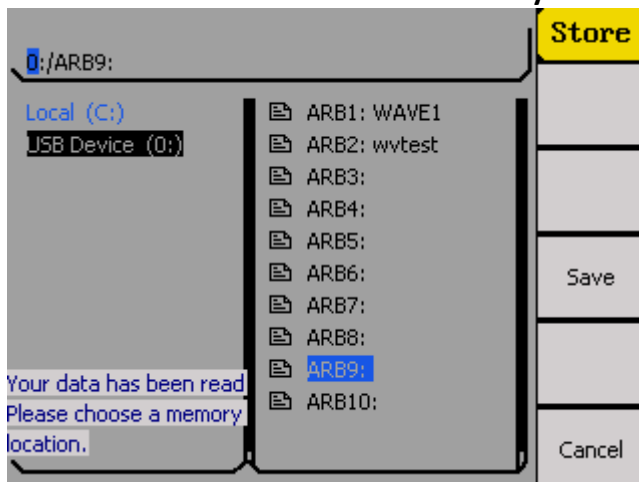 Store
0:/ARB9:
Local (C:)
USB Device (0:)
ARB1: WAVE1
ARB2: wvtest
ARB3:
ARB4:
ARB5:
ARB6:
ARB7:
ARB8:
ARB9:
ARB10:
Your data has been read
Please choose a memory
location.
Save
Cancel